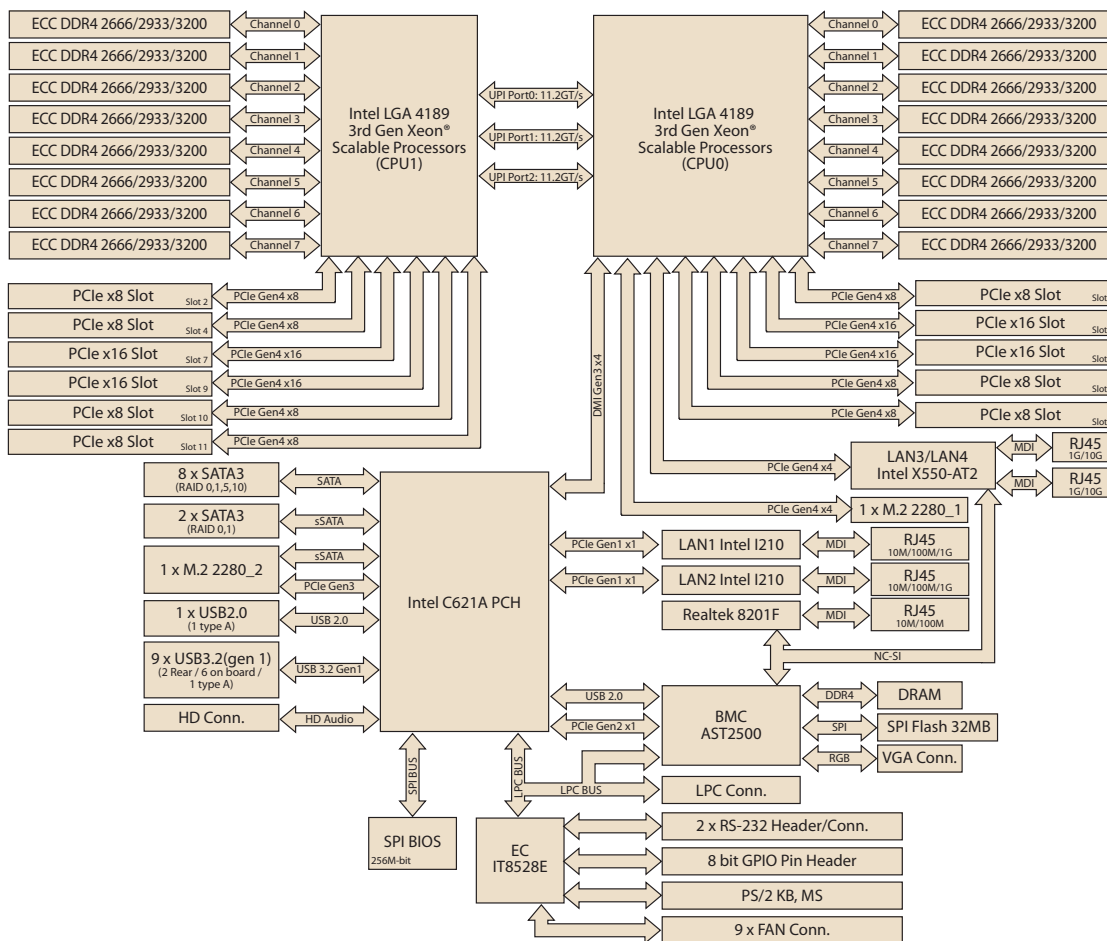 ECC DDR4 2666/2933/3200
Channel 0
ECC DDR4 2666/2933/3200
Channel 1
ECC DDR4 2666/2933/3200
Channel 2
ECC DDR4 2666/2933/3200
Channel 3
ECC DDR4 2666/2933/3200
Channel 4
ECC DDR4 2666/2933/3200
Channel 5
ECC DDR4 2666/2933/3200
Channel 6
ECC DDR4 2666/2933/3200
Channel 7
Intel LGA 4189
3rd Gen Xeon®
Scalable Processors
(CPU1)
UPI Port0: 11.2GT/s
UPI Port1: 11.2GT/s
UPI Port2: 11.2GT/s
Intel LGA 4189
3rd Gen Xeon®
Scalable Processors
(CPU0)
Channel 0
ECC DDR4 2666/2933/3200
Channel 1
ECC DDR4 2666/2933/3200
Channel 2
ECC DDR4 2666/2933/3200
Channel 3
ECC DDR4 2666/2933/3200
Channel 4
ECC DDR4 2666/2933/3200
Channel 5
ECC DDR4 2666/2933/3200
Channel 6
ECC DDR4 2666/2933/3200
Channel 7
ECC DDR4 2666/2933/3200
PCIe x8 Slot
Slot 2
PCIe Gen4 x8
PCIe x8 Slot
Slot 4
PCIe Gen4 x8
PCIe x16 Slot
Slot 7
PCIe Gen4 x16
PCIe x16 Slot
Slot 9
PCIe Gen4 x16
PCIe x8 Slot
Slot 10
PCIe Gen4 x8
PCIe x8 Slot
Slot 11
PCIe Gen4 x8
DMI Gen3 x4
PCIe Gen4 x8
PCIe x8 Slot
Slot
PCIe Gen4 x16
PCIe x16 Slot
Slot
PCIe Gen4 x16
PCIe x16 Slot
Slot
PCIe Gen4 x8
PCIe x8 Slot
Slot
PCIe Gen4 x8
PCIe x8 Slot
Slot
PCIe Gen4 x4
LAN3/LAN4
Intel X550-AT2
MDI
RJ45
1G/10G
MDI
RJ45
1G/10G
PCIe Gen4 x4
1 x M.2 2280_1
8 x SATA3
(RAID 0,1,5,10)
SATA
2 x SATA3
(RAID 0,1)
sSATA
1 x M.2 2280_2
sSATA
PCIe Gen3
1 x USB2.0
(1 type A)
USB 2.0
9 x USB3.2(gen 1)
(2 Rear / 6 on board /
1 type A)
USB 3.2 Gen1
HD Conn.
HD Audio
Intel C621A PCH
PCIe Gen1 x1
LAN1 Intel I210
MDI
RJ45
10M/100M/1G
PCIe Gen1 x1
LAN2 Intel I210
MDI
RJ45
10M/100M/1G
Realtek 8201F
MDI
RJ45
10M/100M
NC-SI
USB 2.0
PCIe Gen2 x1
BMC
AST2500
DDR4
DRAM
SPI
SPI Flash 32MB
RGB
VGA Conn.
SPI BUS
LPC BUS
LPC BUS
LPC Conn.
SPI BIOS
256M-bit
EC
IT8528E
2 x RS-232 Header/Conn.
8 bit GPIO Pin Header
PS/2 KB, MS
9 x FAN Conn.